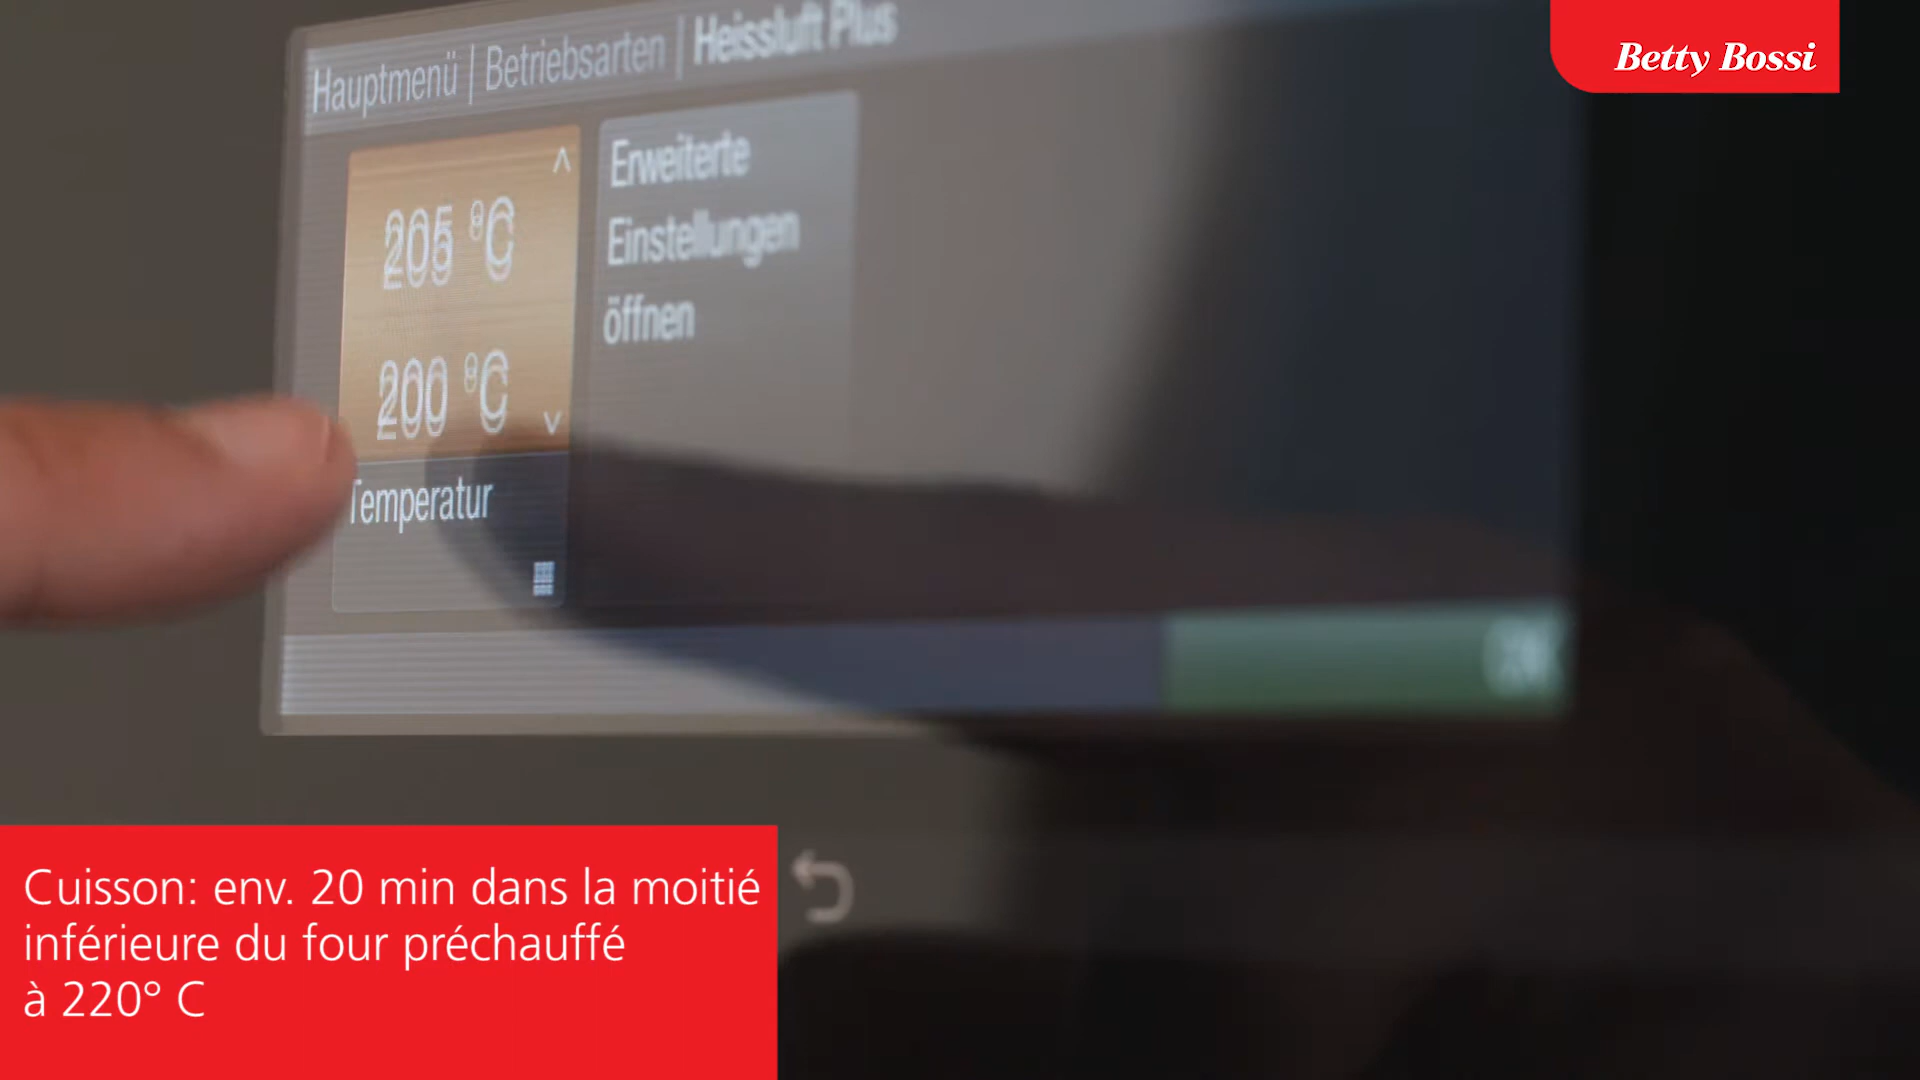 Hauptmenü | Betriebsarten | Heissluft Plus
Betty Bossi
205 °C
200 °C
Temperatur
Erweiterte
Einstellungen
öffnen
OK
Cuisson: env. 20 min dans la moitié
inférieure du four préchauffé
à 220° C